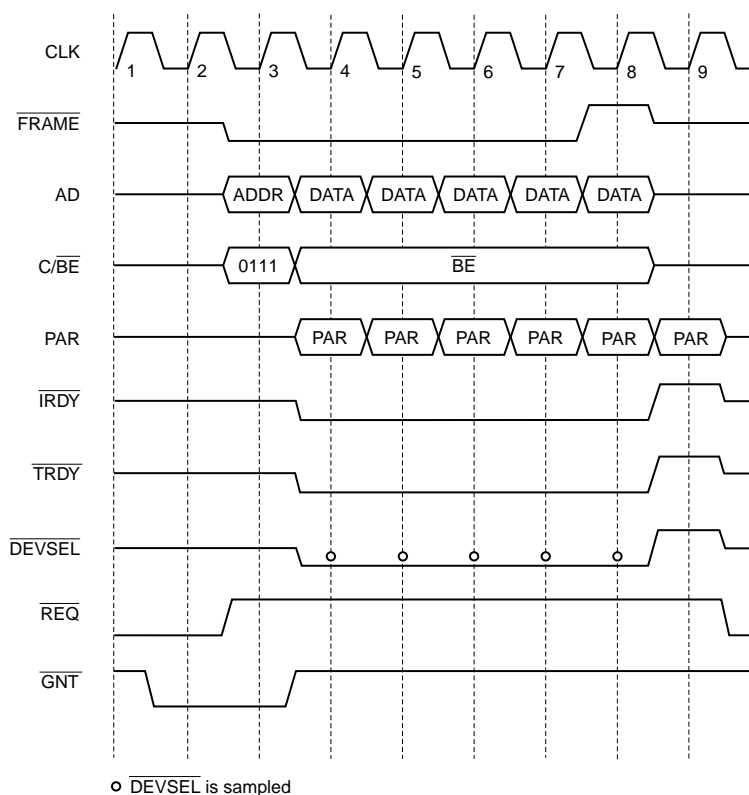 CLK
1 2 3 4 5 6 7 8 9
FRAME
AD
ADDR DATA DATA DATA DATA DATA
C/BE
0111 BE
PAR
PAR PAR PAR PAR PAR PAR
IRDY
TRDY
DEVSEL
REQ
GNT
DEVSEL is sampled